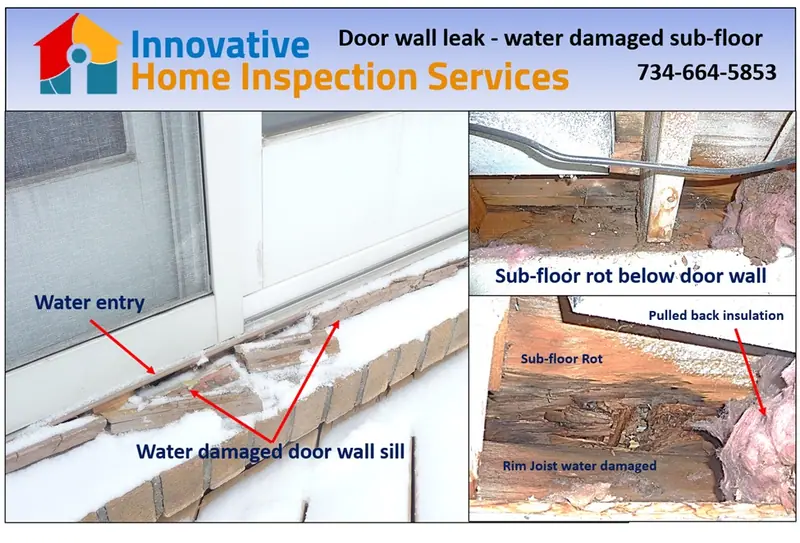 Innovative
Home Inspection Services
Door wall leak - water damaged sub-floor
734-664-5853
Water entry
Water damaged door wall sill
Sub-floor rot below door wall
Pulled back insulation
Sub-floor Rot
Rim Joist water damaged